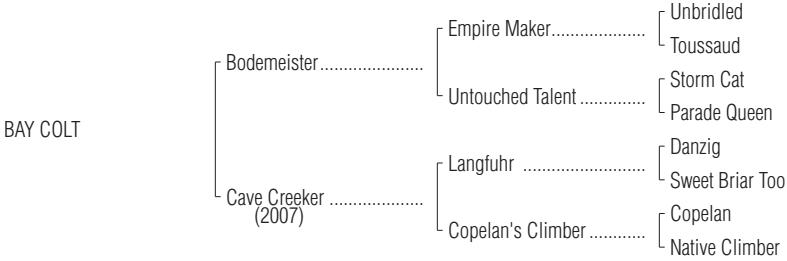 Unbridled
Empire Maker....................
Toussaud
Bodemeister......................
Storm Cat
Untouched Talent ..............
Parade Queen
BAY COLT
Danzig
Langfuhr ..........................
Sweet Briar Too
Cave Creeker ....................
(2007)
Copelan
Copelan's Climber ............
Native Climber